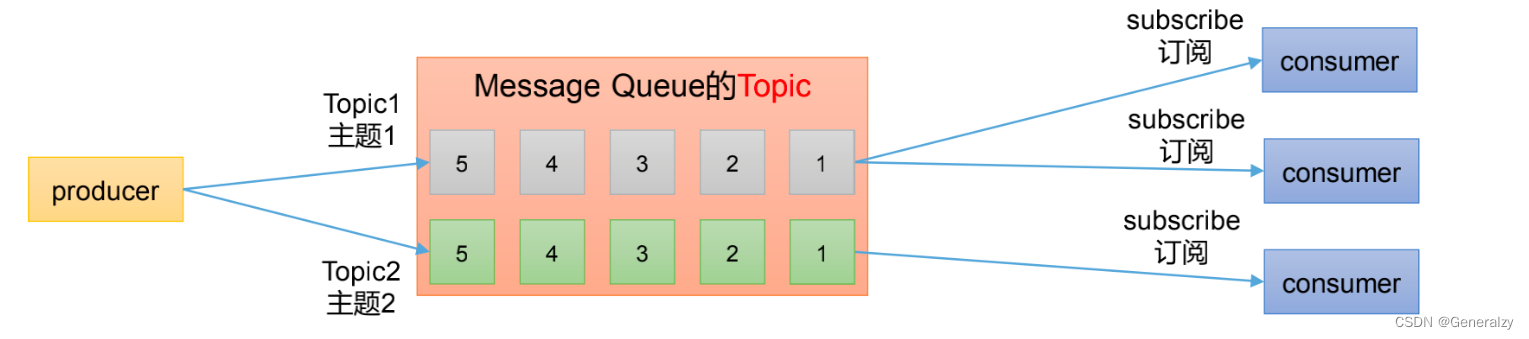 producer
Topic1
主题1
Topic2
主题2
Message Queue的Topic
5 4 3 2 1
5 4 3 2 1
subscribe
订阅
consumer
subscribe
订阅
consumer
subscribe
订阅
consumer
CSDN @Generalzy